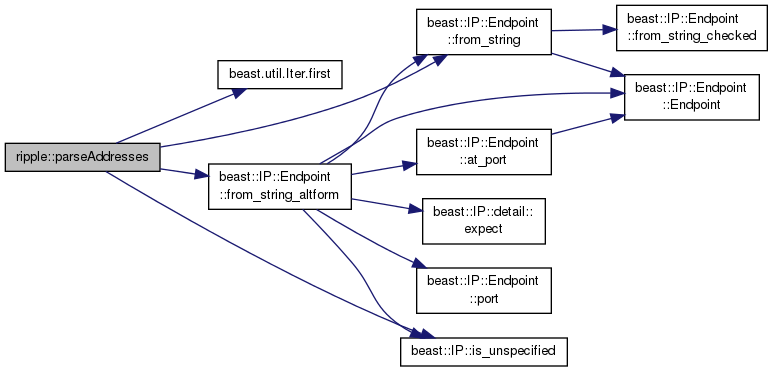 ripple::parseAddresses
beast.util.Iter.first
beast::IP::Endpoint
::from_string_altform
beast::IP::Endpoint
::from_string
beast::IP::Endpoint
::from_string_checked
beast::IP::Endpoint
::Endpoint
beast::IP::Endpoint
::at_port
beast::IP::detail::
expect
beast::IP::Endpoint
::port
beast::IP::is_unspecified